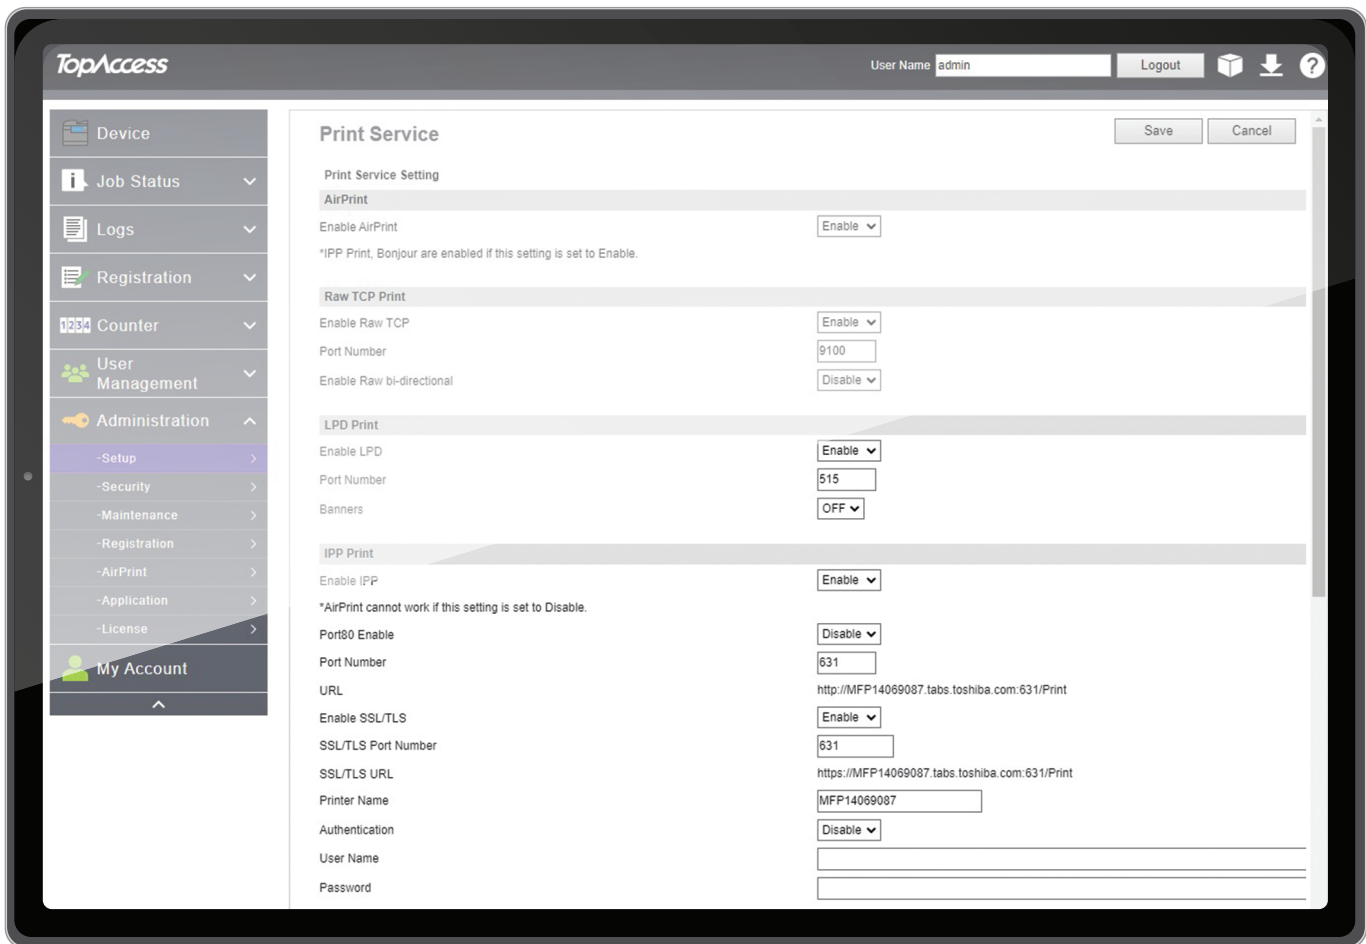 TopAccess
User Name admin Logout ?
Device
Job Status
Logs
Registration
1234 Counter
User
Management
Administration
-Setup
-Security
-Maintenance
-Registration
-AirPrint
-Application
-License
My Account
Print Service Save Cancel
Print Service Setting
AirPrint
Enable AirPrint Enable
*IPP Print, Bonjour are enabled if this setting is set to Enable.
Raw TCP Print
Enable Raw TCP Enable
Port Number 9100
Enable Raw bi-directional Disable
LPD Print
Enable LPD Enable
Port Number 515
Banners OFF
IPP Print
Enable IPP Enable
*AirPrint cannot work if this setting is set to Disable.
Port80 Enable Disable
Port Number 631
URL http://MFP14069087.tabs.toshiba.com:631/Print
Enable SSL/TLS Enable
SSL/TLS Port Number 631
SSL/TLS URL https://MFP14069087.tabs.toshiba.com:631/Print
Printer Name MFP14069087
Authentication Disable
User Name
Password